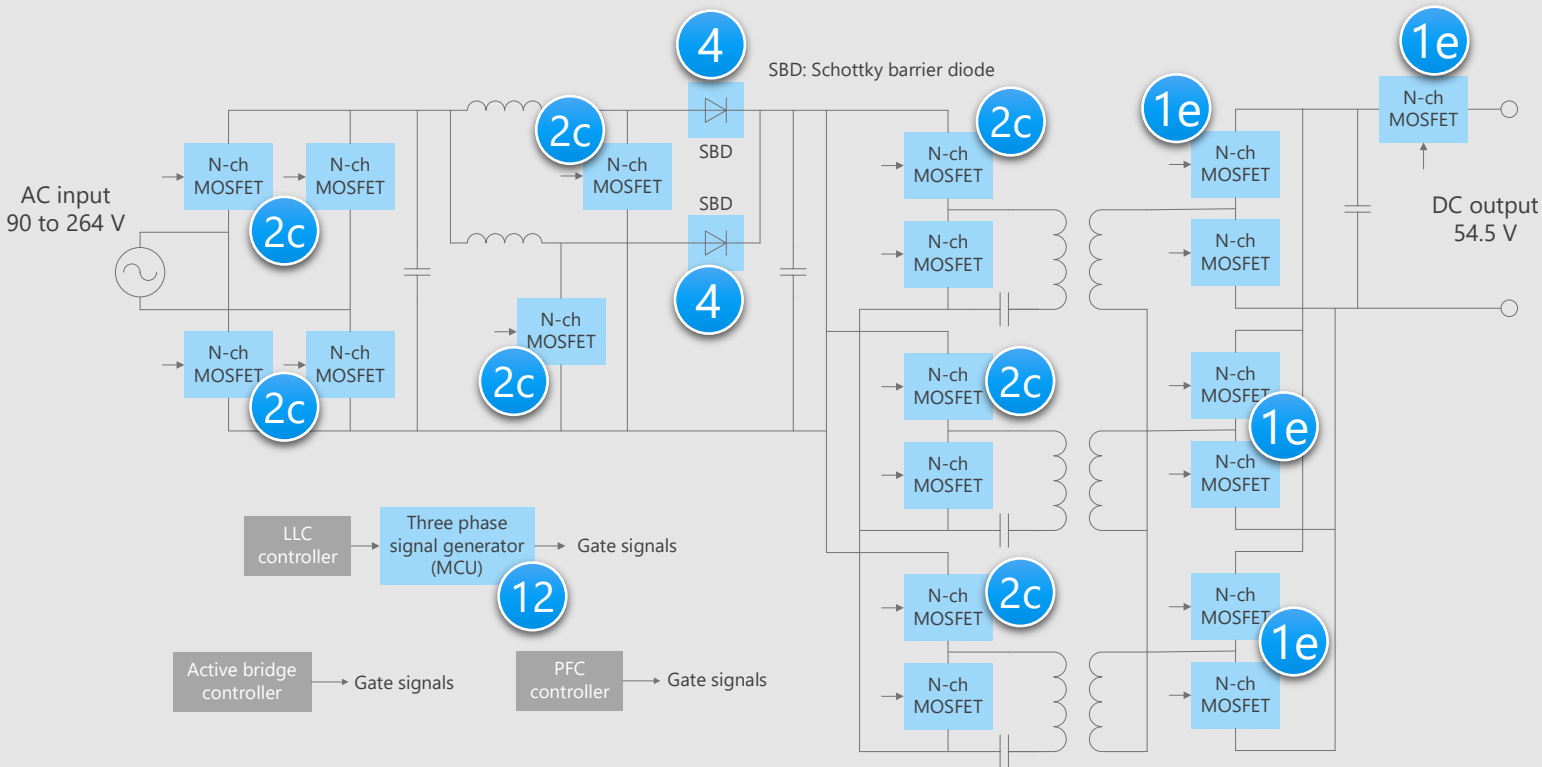 4
SBD: Schottky barrier diode
SBD
1e
N-ch
MOSFET
AC input
90 to 264 V
N-ch
MOSFET
N-ch
MOSFET
2c
2c
N-ch
MOSFET
SBD
4
N-ch
MOSFET
N-ch
MOSFET
2c
N-ch
MOSFET
2c
2c
N-ch
MOSFET
N-ch
MOSFET
1e
N-ch
MOSFET
N-ch
MOSFET
DC output
54.5 V
N-ch
MOSFET
2c
N-ch
MOSFET
N-ch
MOSFET
1e
N-ch
MOSFET
N-ch
MOSFET
2c
N-ch
MOSFET
N-ch
MOSFET
1e
N-ch
MOSFET
LLC
controller
Three phase
signal generator
(MCU)
12
Gate signals
Active bridge
controller
Gate signals
PFC
controller
Gate signals